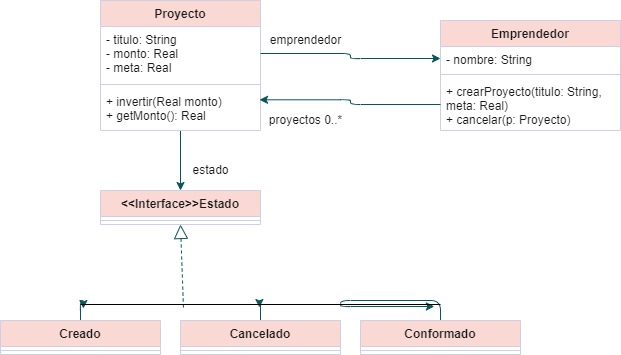 Proyecto
- titulo: String
- monto: Real
- meta: Real
+ invertir(Real monto)
+ getMonto(): Real
emprendedor
Emprendedor
- nombre: String
+ crearProyecto(titulo: String,
meta: Real)
+ cancelar(p: Proyecto)
proyectos 0..*
estado
<<Interface>>Estado
Creado
Cancelado
Conformado